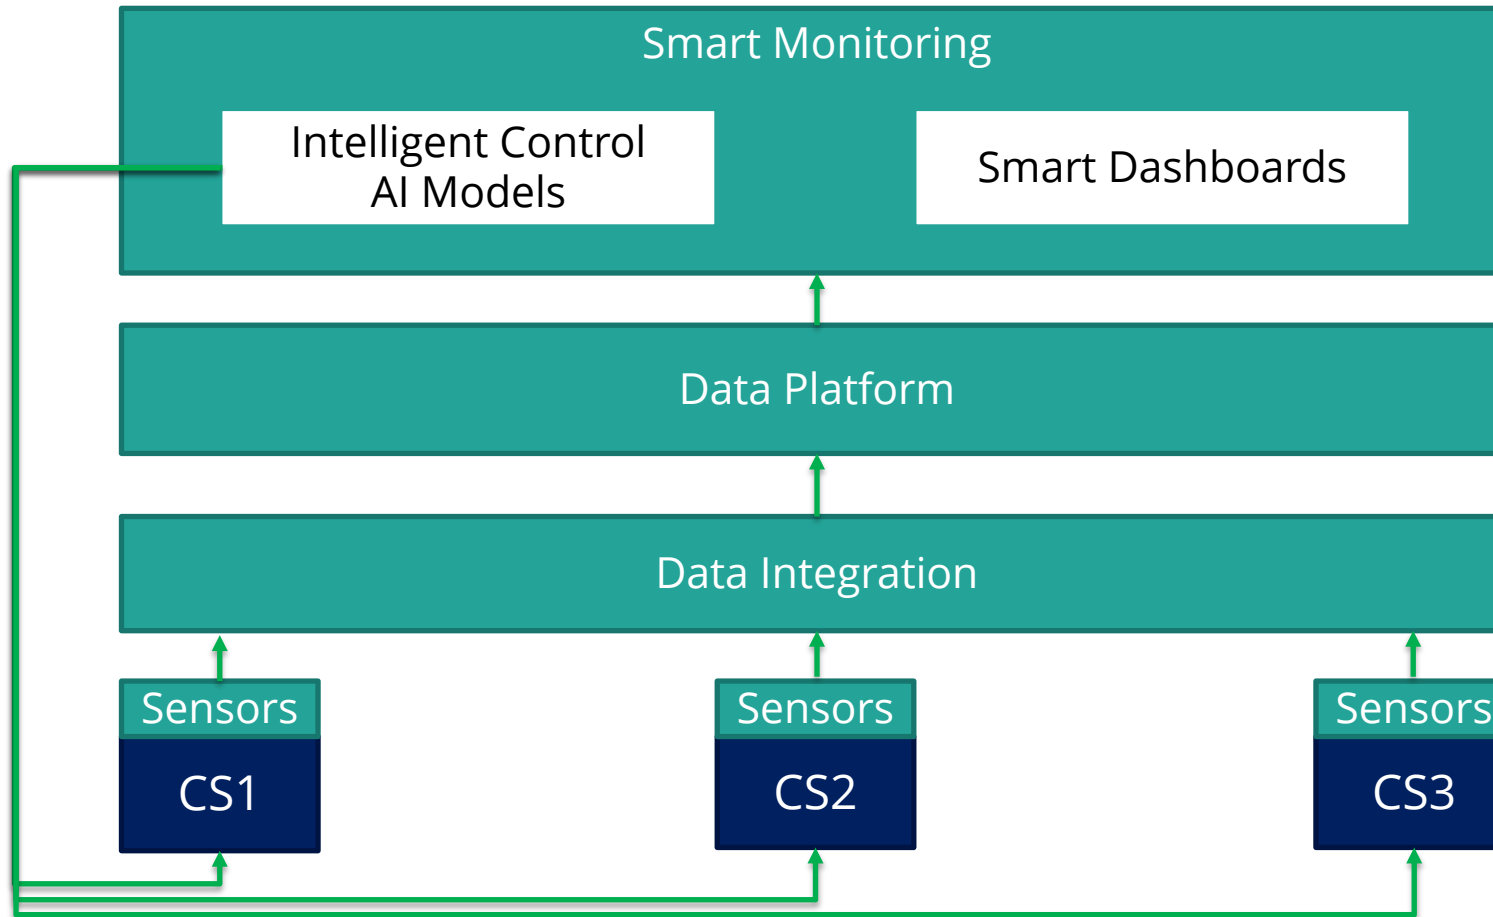 Smart Monitoring
Intelligent Control
AI Models
Smart Dashboards
Data Platform
Data Integration
Sensors
Sensors
Sensors
CS1
CS2
CS3